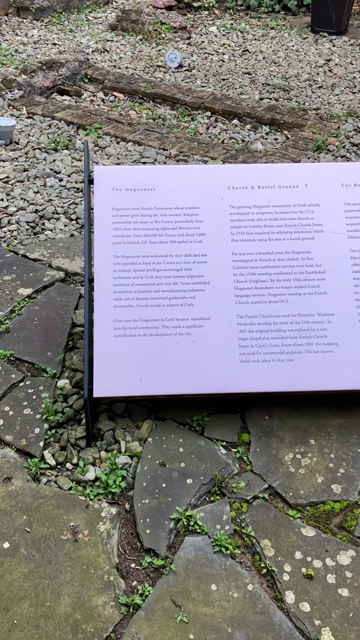 The Huguenots
Huguenots were French Protestants whose numbers
and power grew during the 16th century. Religious
persecution led many to flee France, particularly from
1685 when their remaining rights and liberties were
withdrawn. Over 200,000 left France and about 5,000
came to Ireland. Of these about 300 settled in Cork.
The Huguenots were welcomed for their skills and also
were regarded as loyal to the Crown at a time of unrest
in Ireland. Special privileges encouraged their
settlement and in Cork they soon became important
members of commercial and civic life. Some established
themselves in business and manufacturing industries
while others became renowned goldsmiths and
silversmiths. Several served as mayors of Cork.
Over time the Huguenots in Cork became assimilated
into the local community. They made a significant
contribution to the development of the city.
Church & Burial Ground
The growing Huguenot community in Cork initially
worshipped in temporary locations but, by 1712,
members were able to build their own church or
temple on Lumley Street, now French Church Street.
In 1733 they acquired an adjoining almshouse which
they removed, using the area as a burial ground.
For just over a hundred years the Huguenots
worshipped in French at their church. At first
Calvinist (non-conformist) services were held, but
by the 1740s worship conformed to the Established
Church (Anglican). By the early 19th century most
Huguenot descendants no longer needed French
language services. Huguenot worship at the French
Church ceased in about 1813.
The French Church was used for Primitive Wesleyan
Methodist worship for most of the 19th century. In
1845 the original building was replaced by a new
larger chapel that extended from French Church
Street to Carey's Lane. From about 1901 the building
was used for commercial purposes. The last known
burial took place in that year.
The Bu